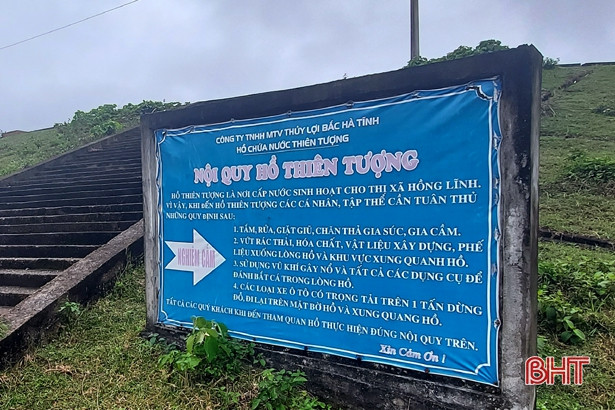 CÔNG TY TNHH MTV THỦY LỢI BẮC HÀ TĨNH
HỒ CHỨA NƯỚC THIÊN TƯỢNG
NỘI QUY HỒ THIÊN TƯỢNG
HỒ THIÊN TƯỢNG LÀ NƠI CẤP NƯỚC SINH HOẠT CHO THỊ XÃ HỒNG LĨNH.
VÌ VẬY, KHI ĐẾN HỒ THIÊN TƯỢNG CÁC CÁ NHÂN, TẬP THỂ CẦN TUÂN THỦ
NHỮNG QUY ĐỊNH SAU:
NGHIÊM CẤM
1. TẮM, RỬA, GIẶT GIŨ, CHĂN THẢ GIA SÚC, GIA CẦM.
2. VỨT RÁC THẢI, HÓA CHẤT, VẬT LIỆU XÂY DỰNG, PHẾ
LIỆU XUỐNG LÒNG HỒ VÀ KHU VỰC XUNG QUANH HỒ.
3. SỬ DỤNG VŨ KHÍ GÂY NỔ VÀ TẤT CẢ CÁC DỤNG CỤ ĐỂ
ĐÁNH BẮT CÁ TRONG LÒNG HỒ.
4. CÁC LOẠI XE Ô TÔ CÓ TRỌNG TẢI TRÊN 1 TẤN DỪNG
ĐỖ, ĐI LẠI TRÊN MẶT BỜ HỒ VÀ XUNG QUANG HỒ.
TẤT CẢ CÁC QUÝ KHÁCH KHI ĐẾN THAM QUAN HỒ THỰC HIỆN ĐÚNG NỘI QUY TRÊN.
Xin Cảm Ơn !
BHT